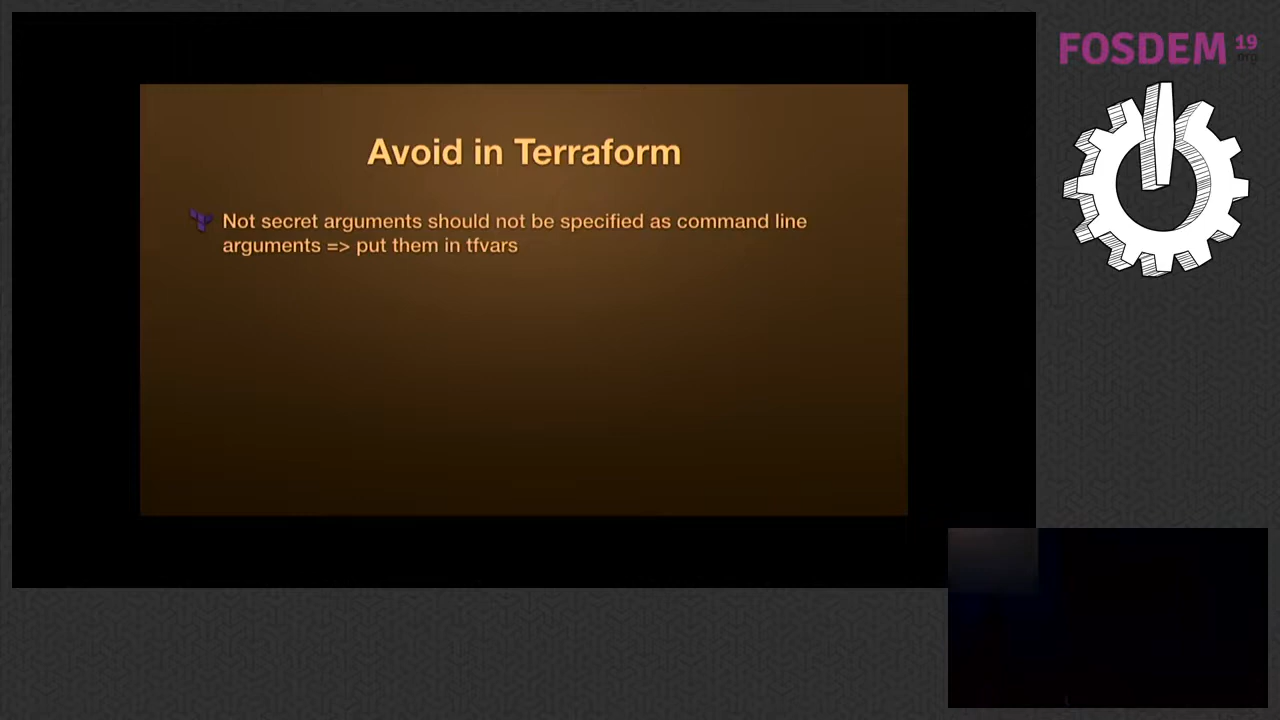 FOSDEM 19
.org
Avoid in Terraform
Not secret arguments should not be specified as command line
arguments => put them in tfvars